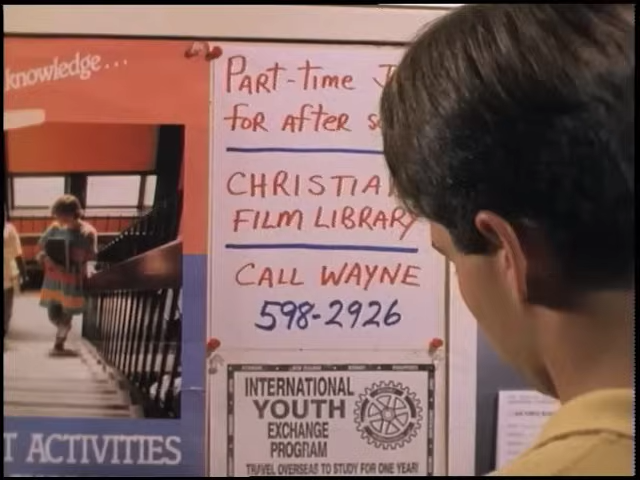 knowledge...
Part-time
for after
CHRISTIAN
FILM LIBRARY
CALL WAYNE
598-2926
INTERNATIONAL
YOUTH
EXCHANGE
PROGRAM
TRAVEL OVERSEAS TO STUDY FOR ONE YEAR!
ACTIVITIES